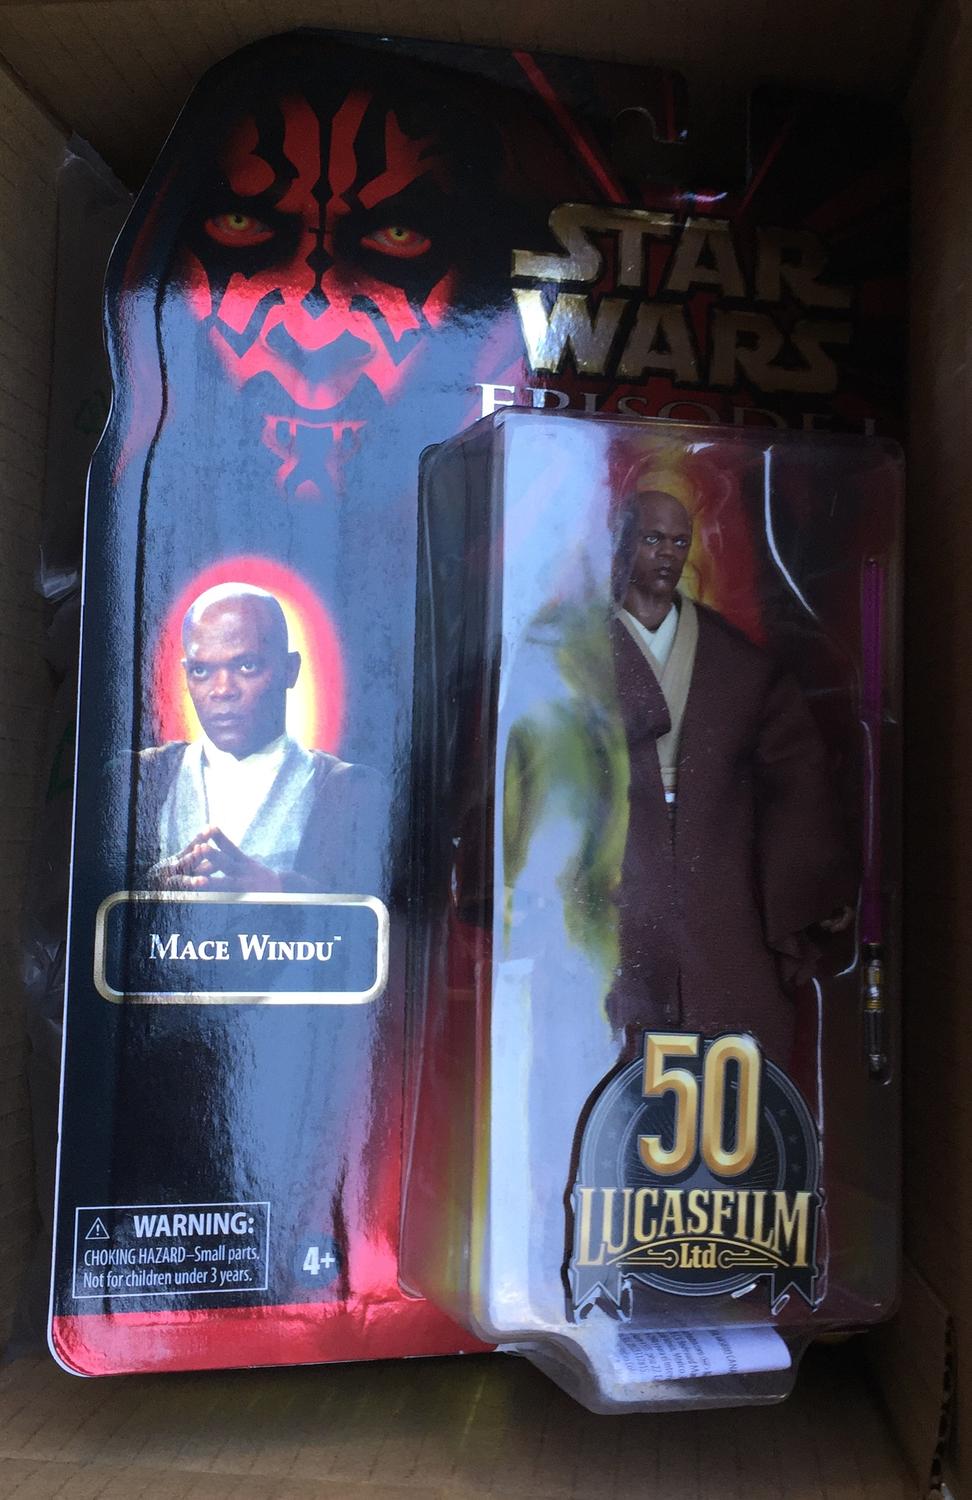 STAR
WARS
EPISODE I
MACE WINDU™
50
LUCASFILM
Ltd
WARNING:
CHOKING HAZARD–Small parts.
Not for children under 3 years.
4+